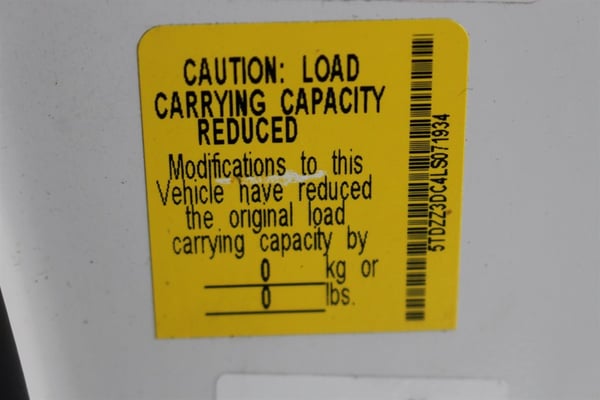 CAUTION: LOAD
CARRYING CAPACITY
REDUCED
Modifications to this
Vehicle have reduced
the original load
carrying capacity by
0 kg or
0 lbs.
5TDZZ3DC4LS071934